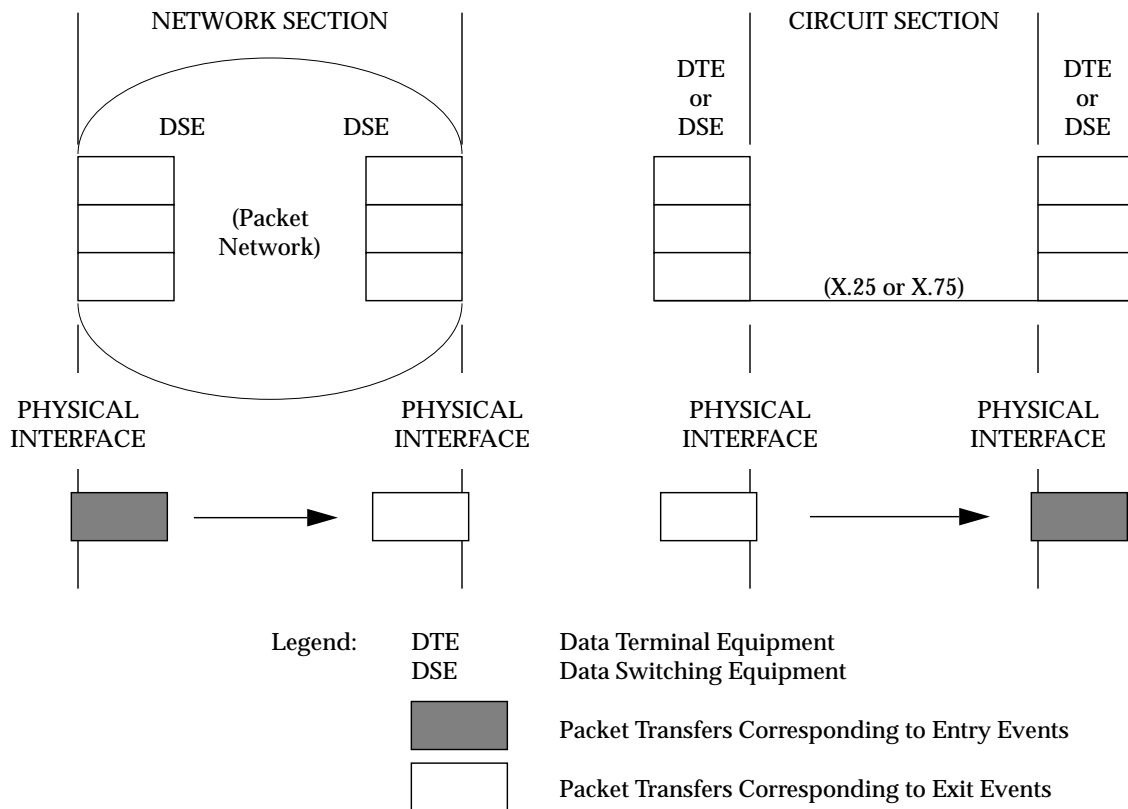 NETWORK SECTION
CIRCUIT SECTION
DSE
DSE
DTE
or
DSE
DTE
or
DSE
(Packet
Network)
(X.25 or X.75)
PHYSICAL
INTERFACE
PHYSICAL
INTERFACE
PHYSICAL
INTERFACE
PHYSICAL
INTERFACE
Legend:
DTE
Data Terminal Equipment
DSE
Data Switching Equipment
Packet Transfers Corresponding to Entry Events
Packet Transfers Corresponding to Exit Events